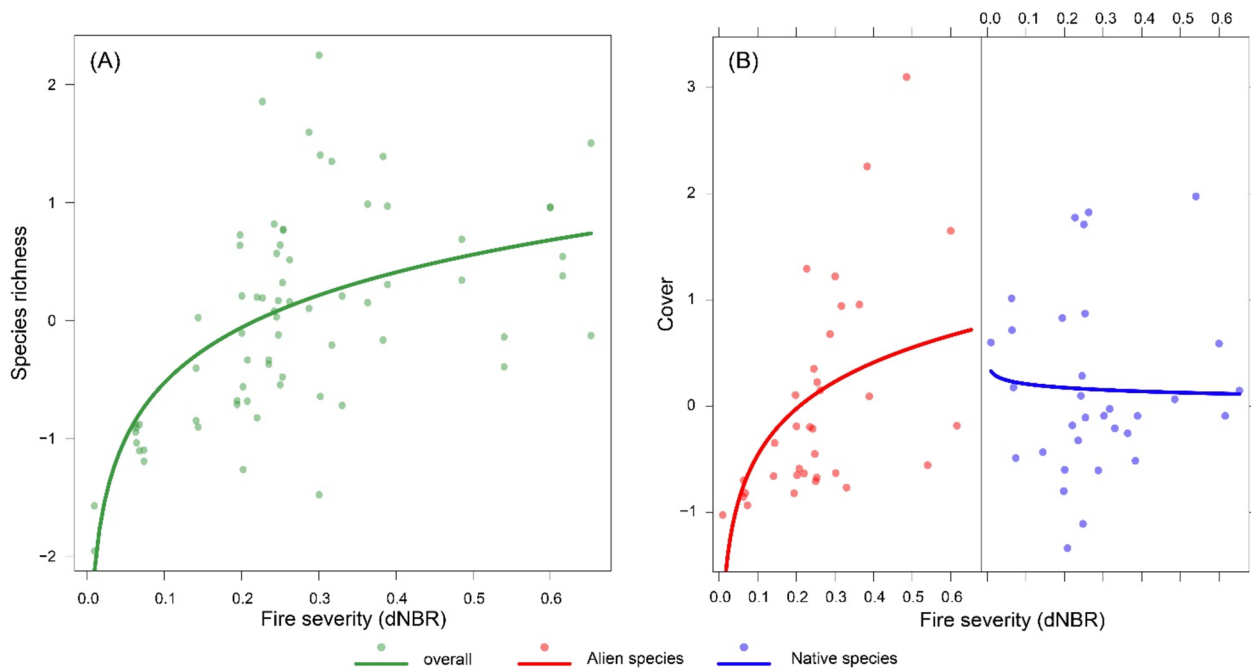 0.0 0.1 0.2 0.3 0.4 0.5 0.6
(A)
(B)
2
1
0
−1
−2
Species richness
0.0 0.1 0.2 0.3 0.4 0.5 0.6
Fire severity (dNBR)
3
2
1
0
−1
Cover
0.0 0.1 0.2 0.3 0.4 0.5 0.6
Fire severity (dNBR)
overall Alien species Native species